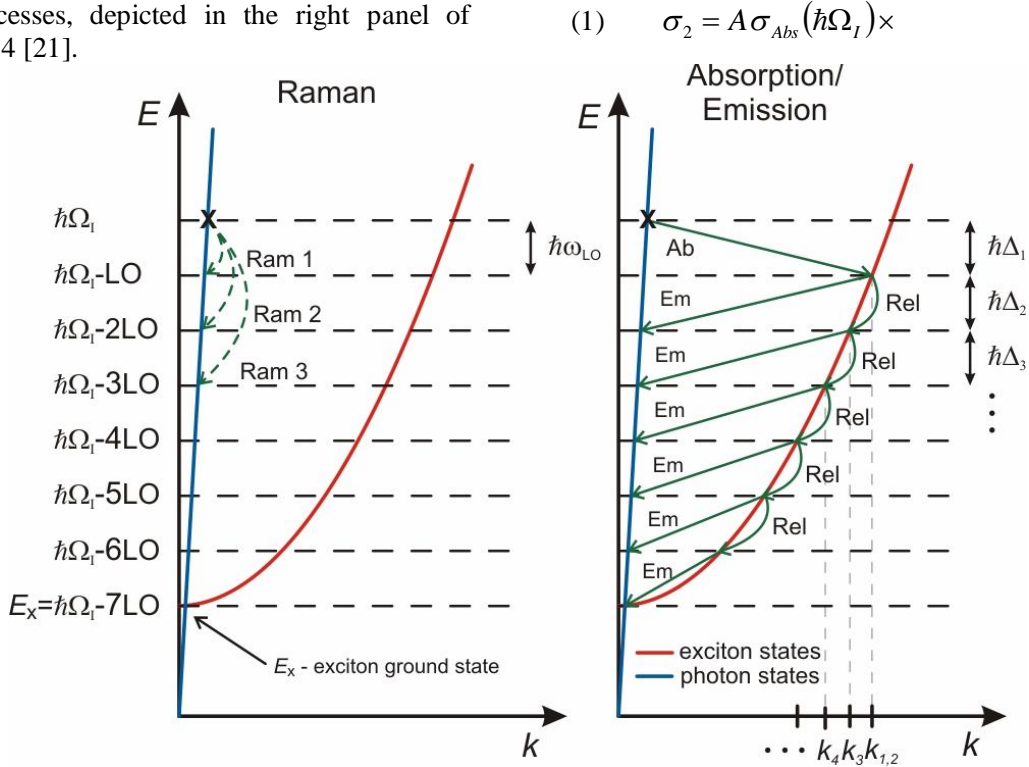 cesses, depicted in the right panel of
4 [21].
(1) σ₂ = Aσ_Abs(ħΩ_I)×
Raman
E
ħΩ_I
ħΩ_I-LO
ħΩ_I-2LO
ħΩ_I-3LO
ħΩ_I-4LO
ħΩ_I-5LO
ħΩ_I-6LO
E_x=ħΩ_I-7LO
X
Ram 1
Ram 2
Ram 3
ħω_LO
E_x - exciton ground state
k
Absorption/
Emission
E
X
Ab
Em
Em
Em
Em
Em
Em
Rel
Rel
Rel
Rel
Rel
ħΔ₁
ħΔ₂
ħΔ₃
exciton states
photon states
... k₄ k₃ k₁,₂ k